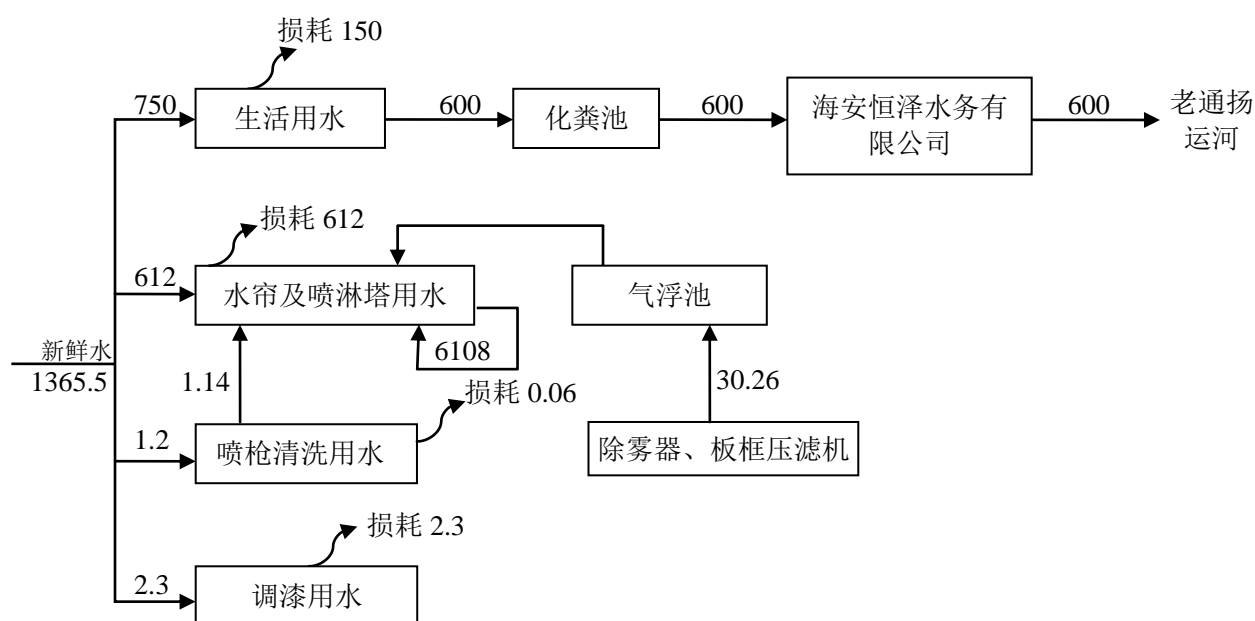 损耗 150
750
生活用水
600
化粪池
600
海安恒泽水务有
限公司
600
老通扬
运河
损耗 612
612
水帘及喷淋塔用水
气浮池
6108
新鲜水
1365.5
1.14
损耗 0.06
30.26
1.2
喷枪清洗用水
除雾器、板框压滤机
损耗 2.3
2.3
调漆用水